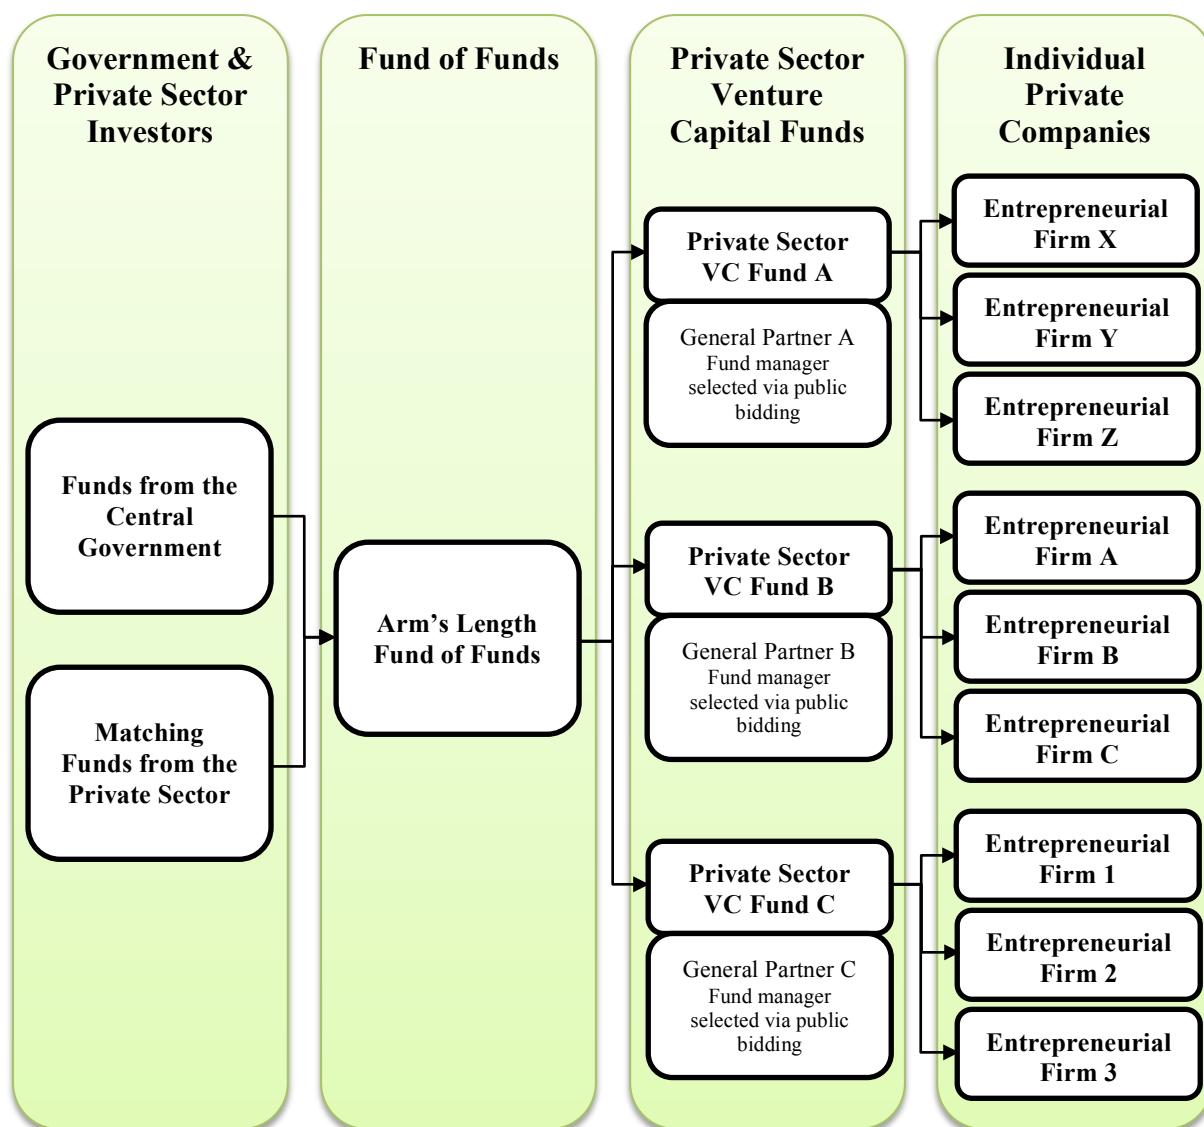 Government &
Private Sector
Investors
Fund of Funds
Private Sector
Venture
Capital Funds
Individual
Private
Companies
Funds from the
Central
Government
Matching
Funds from the
Private Sector
Arm’s Length
Fund of Funds
Private Sector
VC Fund A
General Partner A
Fund manager
selected via public
bidding
Private Sector
VC Fund B
General Partner B
Fund manager
selected via public
bidding
Private Sector
VC Fund C
General Partner C
Fund manager
selected via public
bidding
Entrepreneurial
Firm X
Entrepreneurial
Firm Y
Entrepreneurial
Firm Z
Entrepreneurial
Firm A
Entrepreneurial
Firm B
Entrepreneurial
Firm C
Entrepreneurial
Firm 1
Entrepreneurial
Firm 2
Entrepreneurial
Firm 3